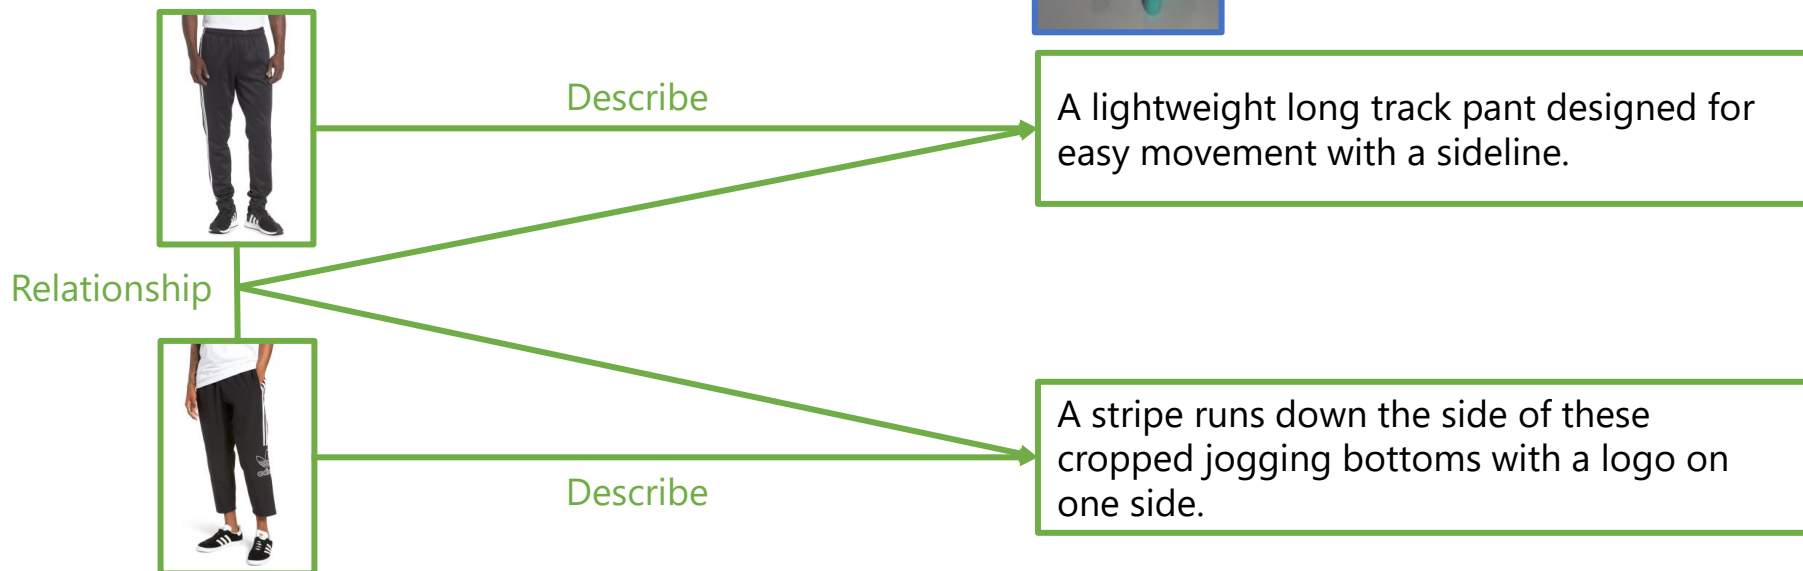 Describe
A lightweight long track pant designed for
easy movement with a sideline.
Relationship
A stripe runs down the side of these
cropped jogging bottoms with a logo on
one side.
Describe